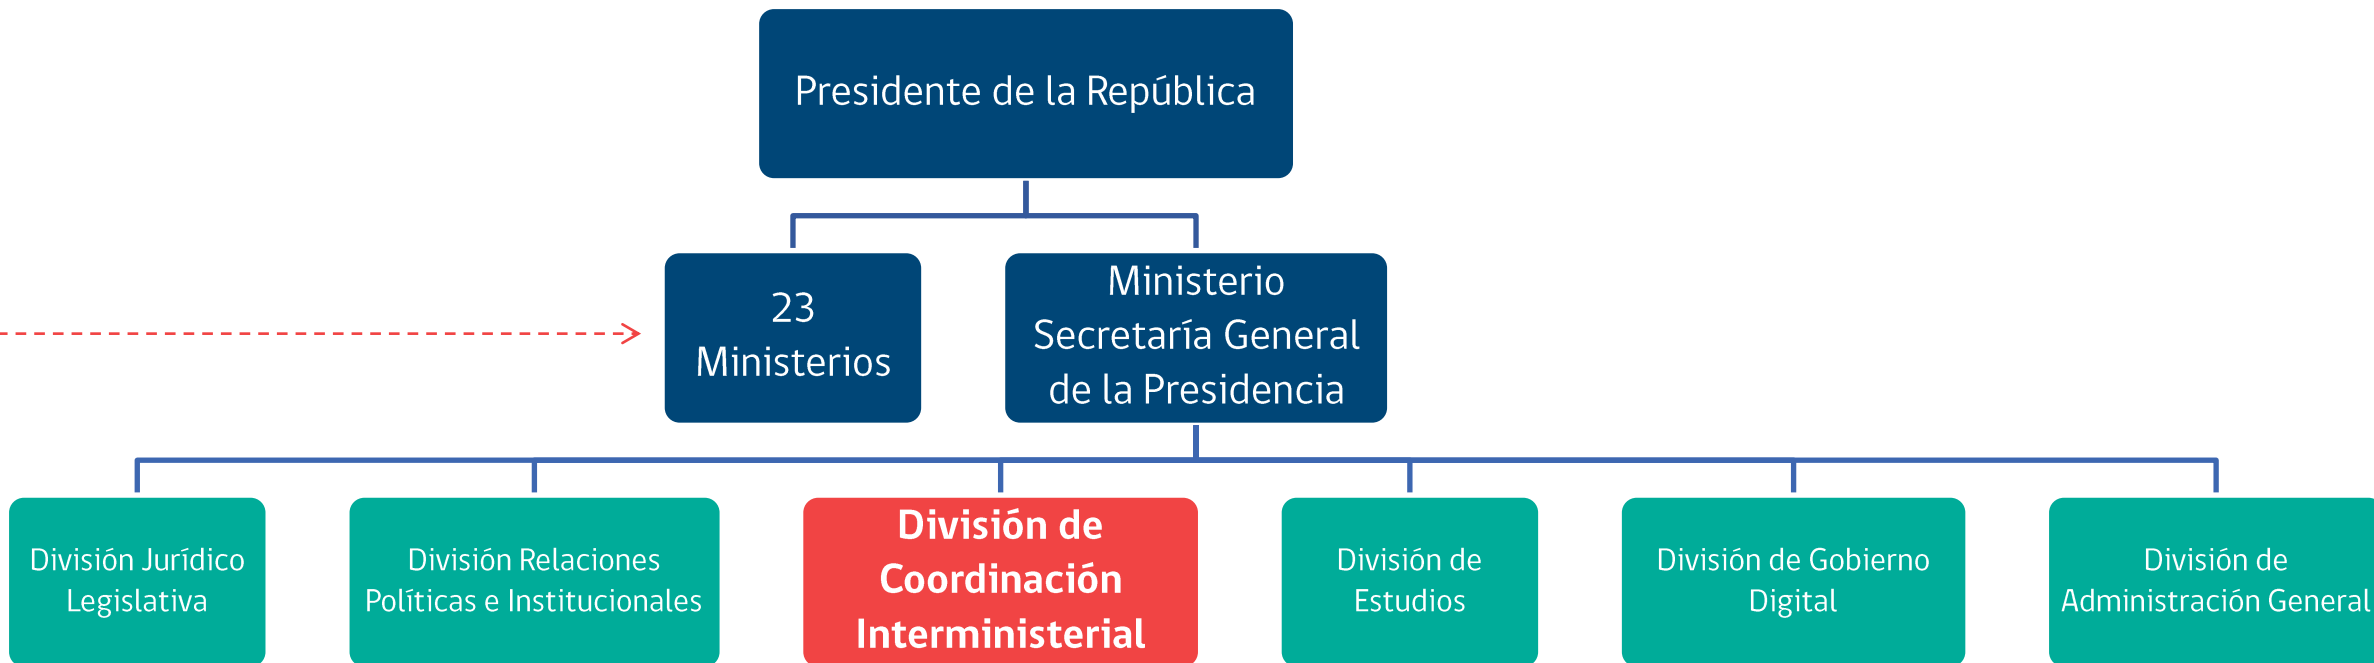 Presidente de la República
23
Ministerios
Ministerio
Secretaría General
de la Presidencia
División Jurídico
Legislativa
División Relaciones
Políticas e Institucionales
División de
Coordinación
Interministerial
División de
Estudios
División de Gobierno
Digital
División de
Administración General